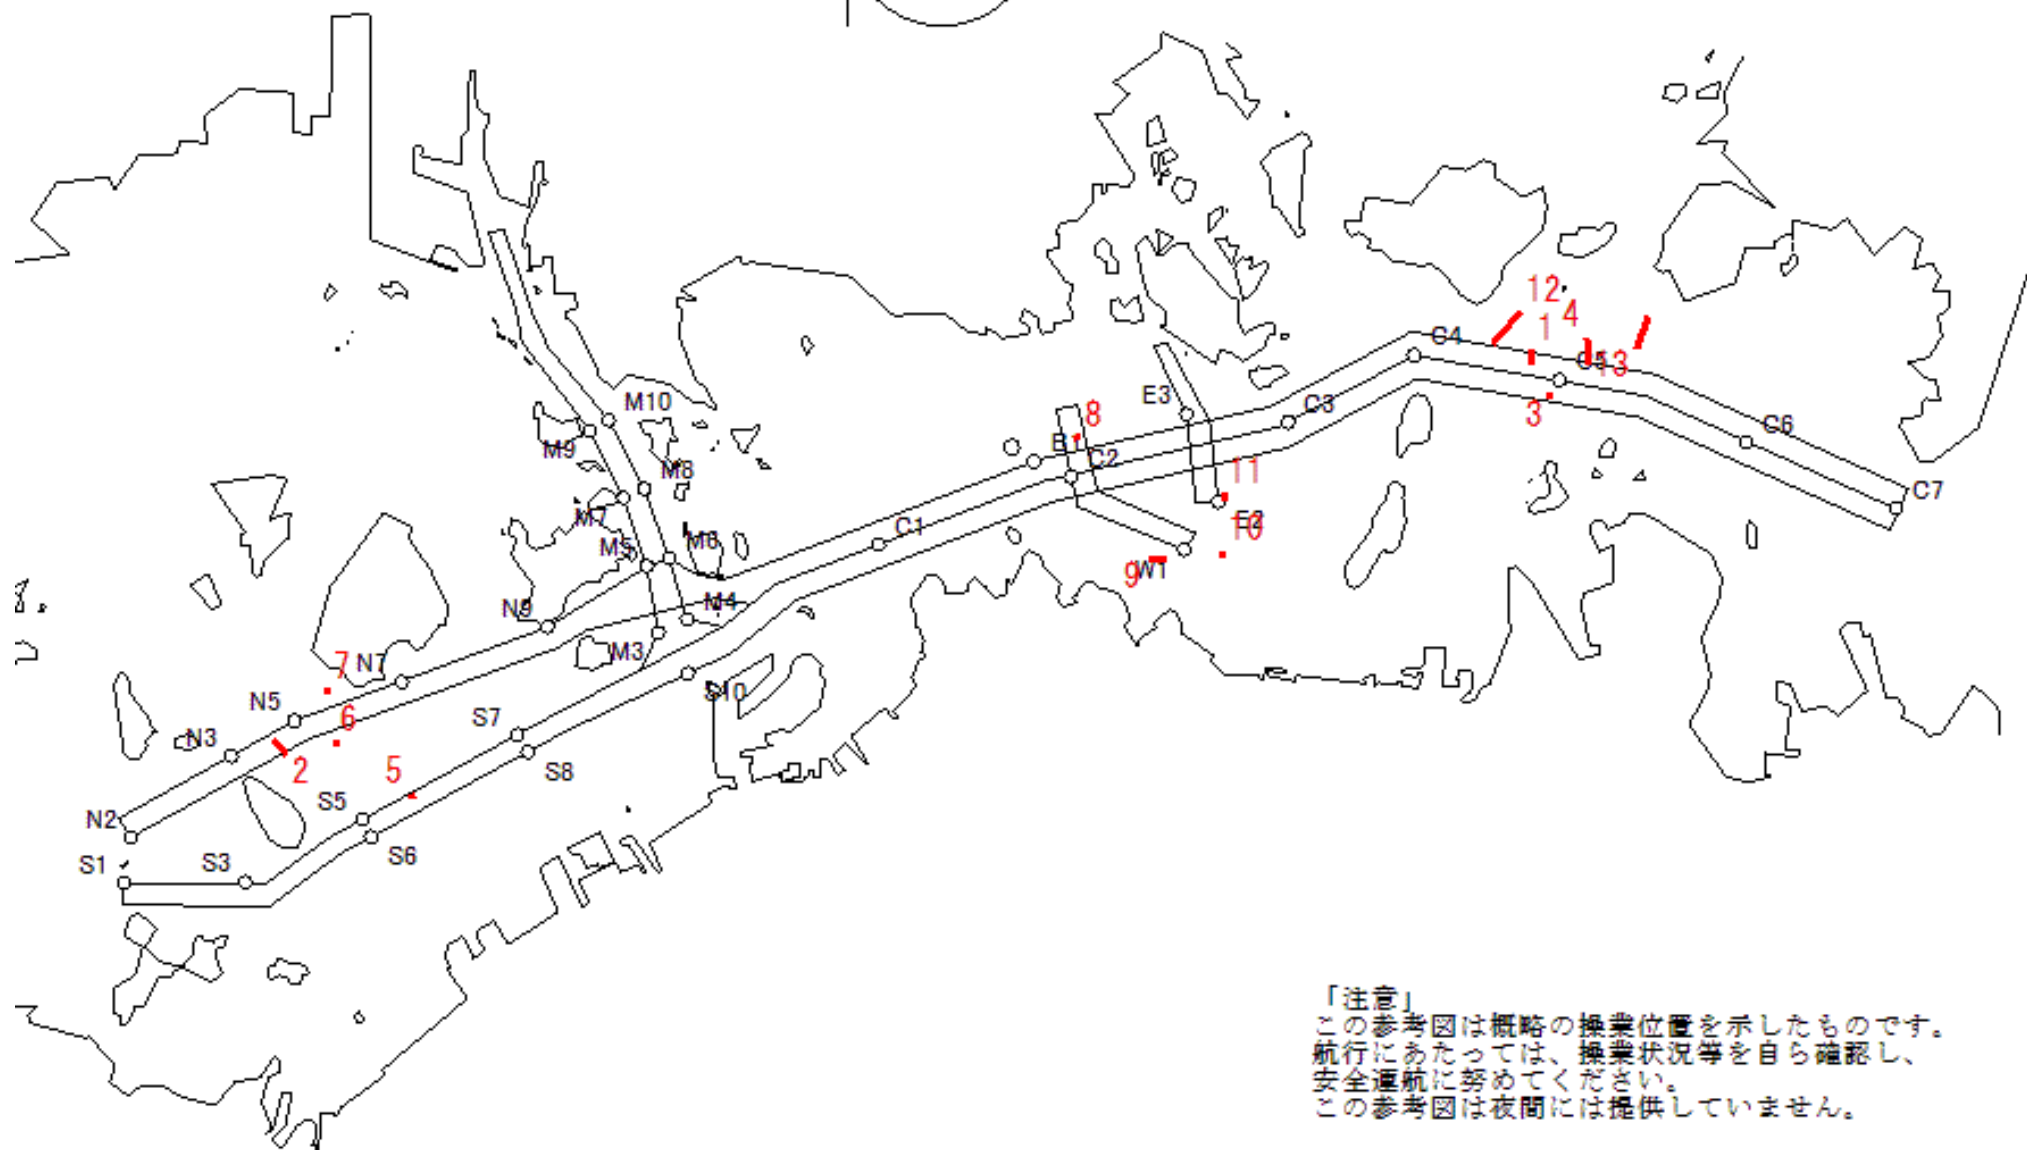 12
4
1
C4
C5
13
E3
M10
8
3
C3
C6
M9
B1
C2
M8
11
C7
M7
C1
E2
10
M5
M6
9
W1
N9
M4
M3
7
N7
S10
N5
6
S7
N3
2
5
S8
S5
N2
S6
S1
S3
「注意」
この参考図は概略の操業位置を示したものです。
航行にあたっては、操業状況等を自ら確認し、
安全運航に努めてください。
この参考図は夜間には提供していません。